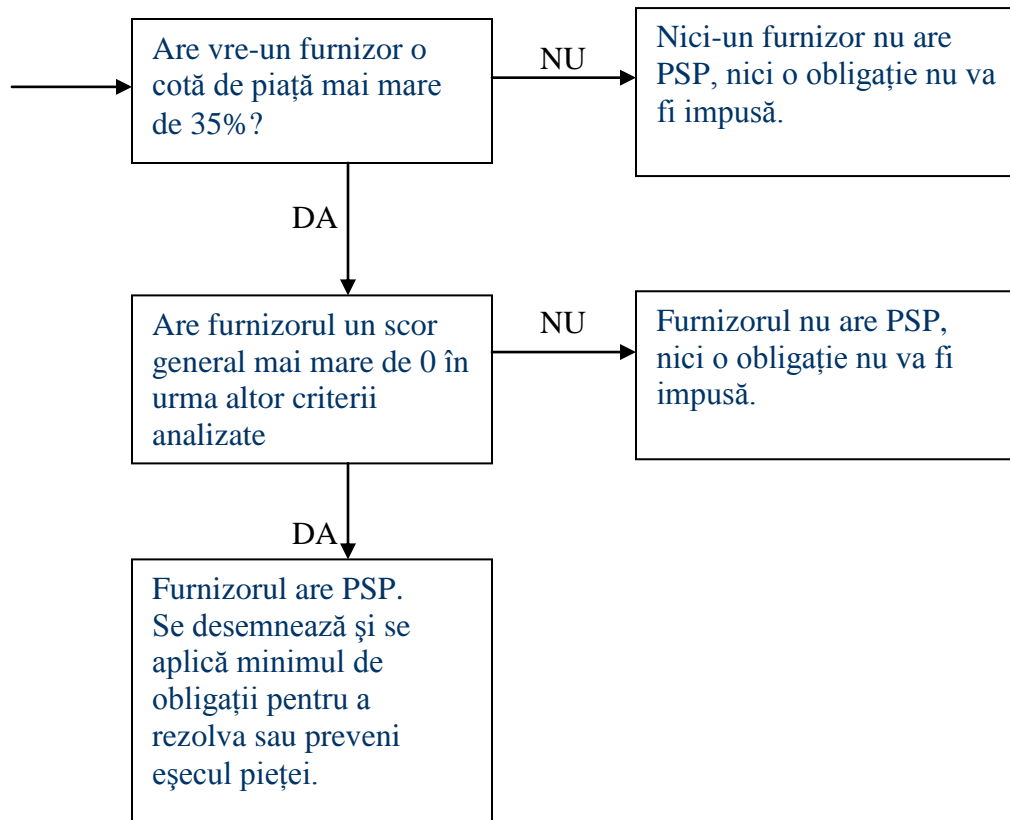 Are vre-un furnizor o
cotă de piață mai mare
de 35%?
NU
Nici-un furnizor nu are
PSP, nici o obligație nu va
fi impusă.
DA
Are furnizorul un scor
general mai mare de 0 în
urma altor criterii
analizate
NU
Furnizorul nu are PSP,
nici o obligație nu va fi
impusă.
DA
Furnizorul are PSP.
Se desemnează şi se
aplică minimul de
obligații pentru a
rezolva sau preveni
eşecul pieței.